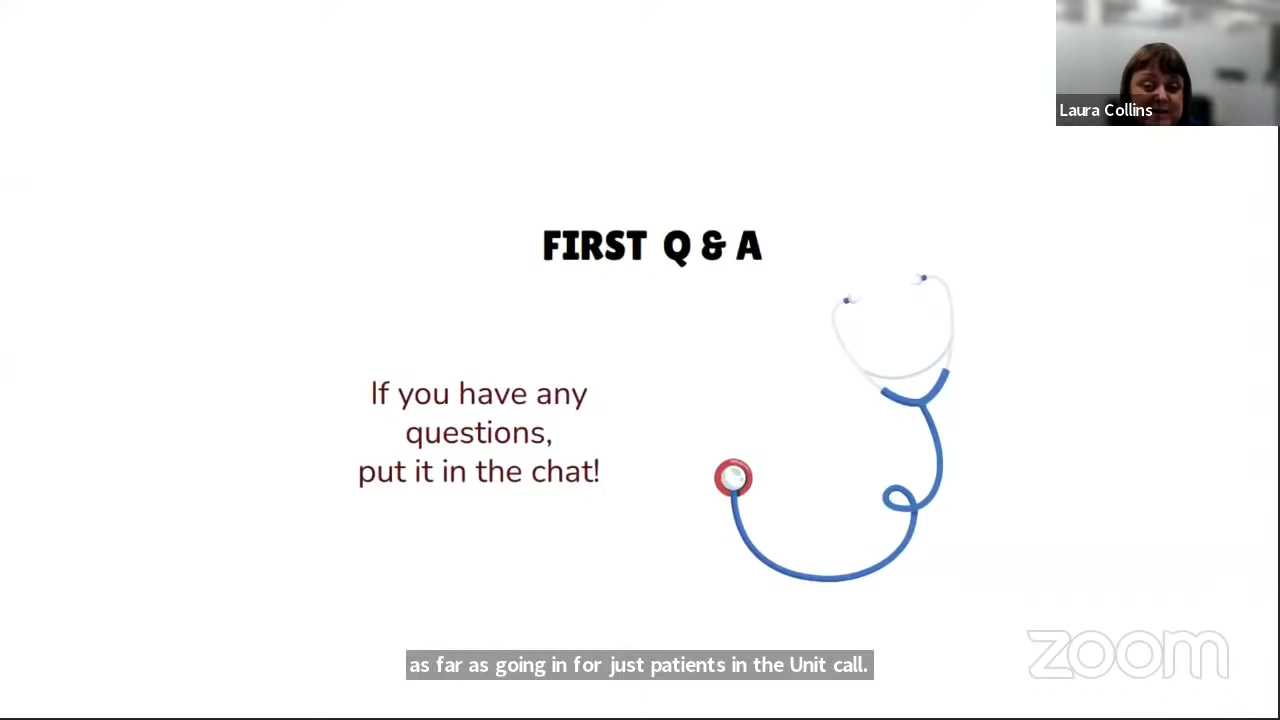 Laura Collins
FIRST Q & A
If you have any
questions,
put it in the chat!
as far as going in for just patients in the Unit call.
zoom